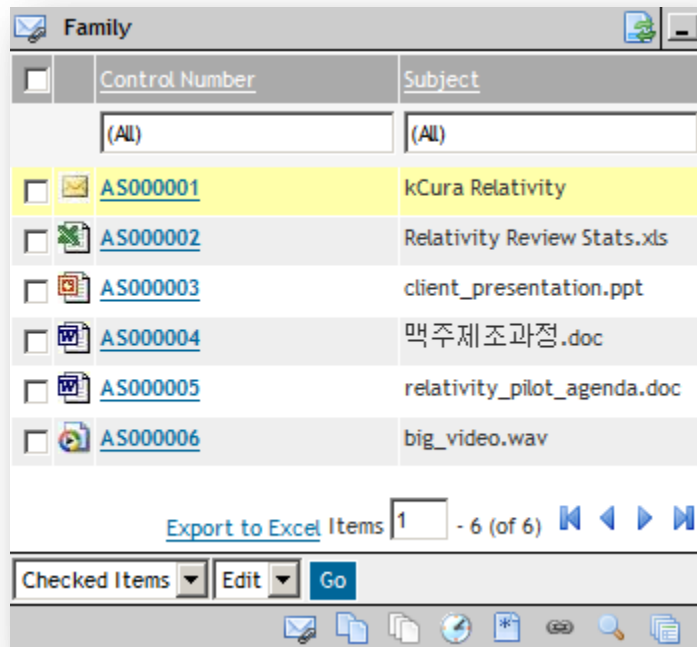 Family
Control Number Subject
(All) (All)
AS000001 kCura Relativity
AS000002 Relativity Review Stats.xls
AS000003 client_presentation.ppt
AS000004 맥주제조과정.doc
AS000005 relativity_pilot_agenda.doc
AS000006 big_video.wav
Export to Excel Items 1 - 6 (of 6)
Checked Items Edit Go